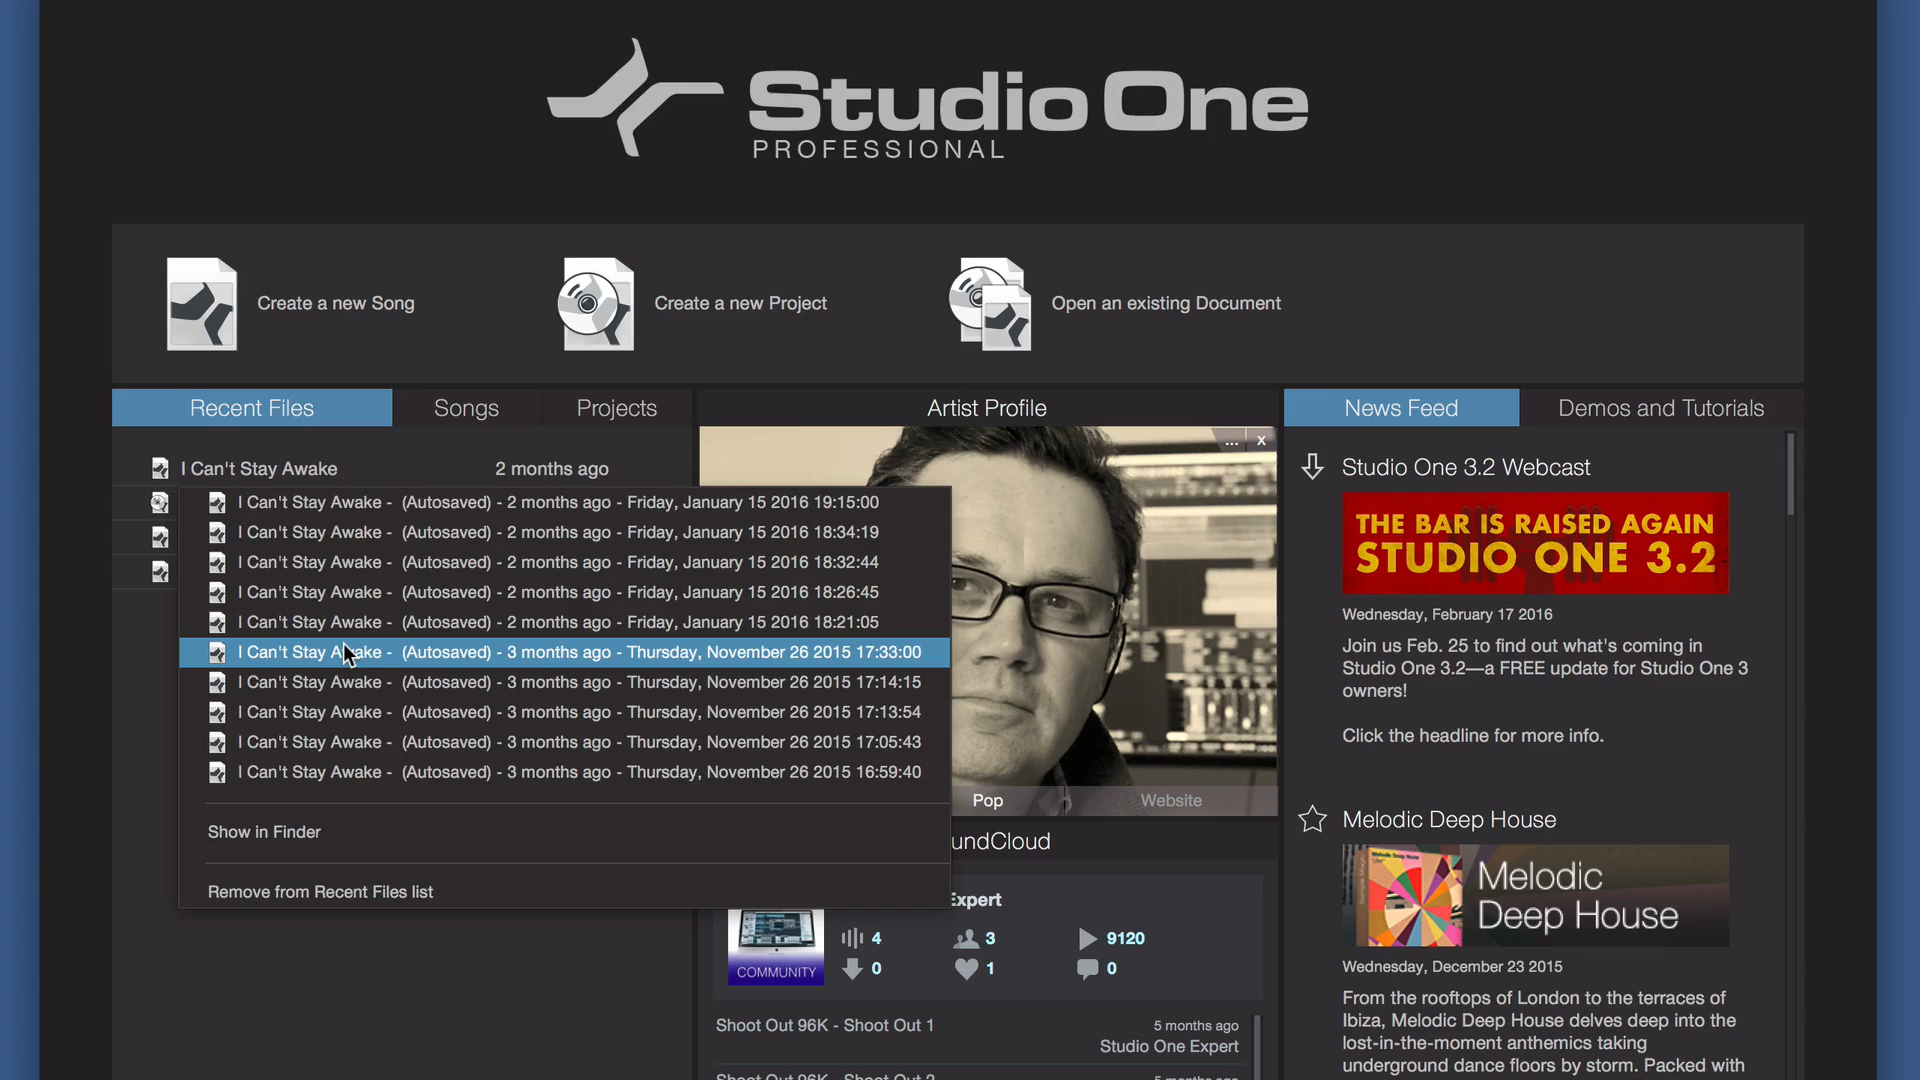 Studio One
PROFESSIONAL
Create a new Song
Create a new Project
Open an existing Document
Recent Files
Songs
Projects
I Can't Stay Awake 2 months ago
I Can't Stay Awake - (Autosaved) - 2 months ago - Friday, January 15 2016 19:15:00
I Can't Stay Awake - (Autosaved) - 2 months ago - Friday, January 15 2016 18:34:19
I Can't Stay Awake - (Autosaved) - 2 months ago - Friday, January 15 2016 18:32:44
I Can't Stay Awake - (Autosaved) - 2 months ago - Friday, January 15 2016 18:26:45
I Can't Stay Awake - (Autosaved) - 2 months ago - Friday, January 15 2016 18:21:05
I Can't Stay Awake - (Autosaved) - 3 months ago - Thursday, November 26 2015 17:33:00
I Can't Stay Awake - (Autosaved) - 3 months ago - Thursday, November 26 2015 17:14:15
I Can't Stay Awake - (Autosaved) - 3 months ago - Thursday, November 26 2015 17:13:54
I Can't Stay Awake - (Autosaved) - 3 months ago - Thursday, November 26 2015 17:05:43
I Can't Stay Awake - (Autosaved) - 3 months ago - Thursday, November 26 2015 16:59:40
Show in Finder
Remove from Recent Files list
Artist Profile
... x
Pop
Website
undCloud
Expert
COMMUNITY
4 3 9120
0 1 0
Shoot Out 96K - Shoot Out 1 5 months ago
Studio One Expert
Shoot Out 96K - Shoot Out 2 5 months ago
News Feed
Demos and Tutorials
Studio One 3.2 Webcast
THE BAR IS RAISED AGAIN
STUDIO ONE 3.2
Wednesday, February 17 2016
Join us Feb. 25 to find out what's coming in
Studio One 3.2—a FREE update for Studio One 3
owners!
Click the headline for more info.
Melodic Deep House
Melodic
Deep House
Wednesday, December 23 2015
From the rooftops of London to the terraces of
Ibiza, Melodic Deep House delves deep into the
lost-in-the-moment anthemics taking
underground dance floors by storm. Packed with